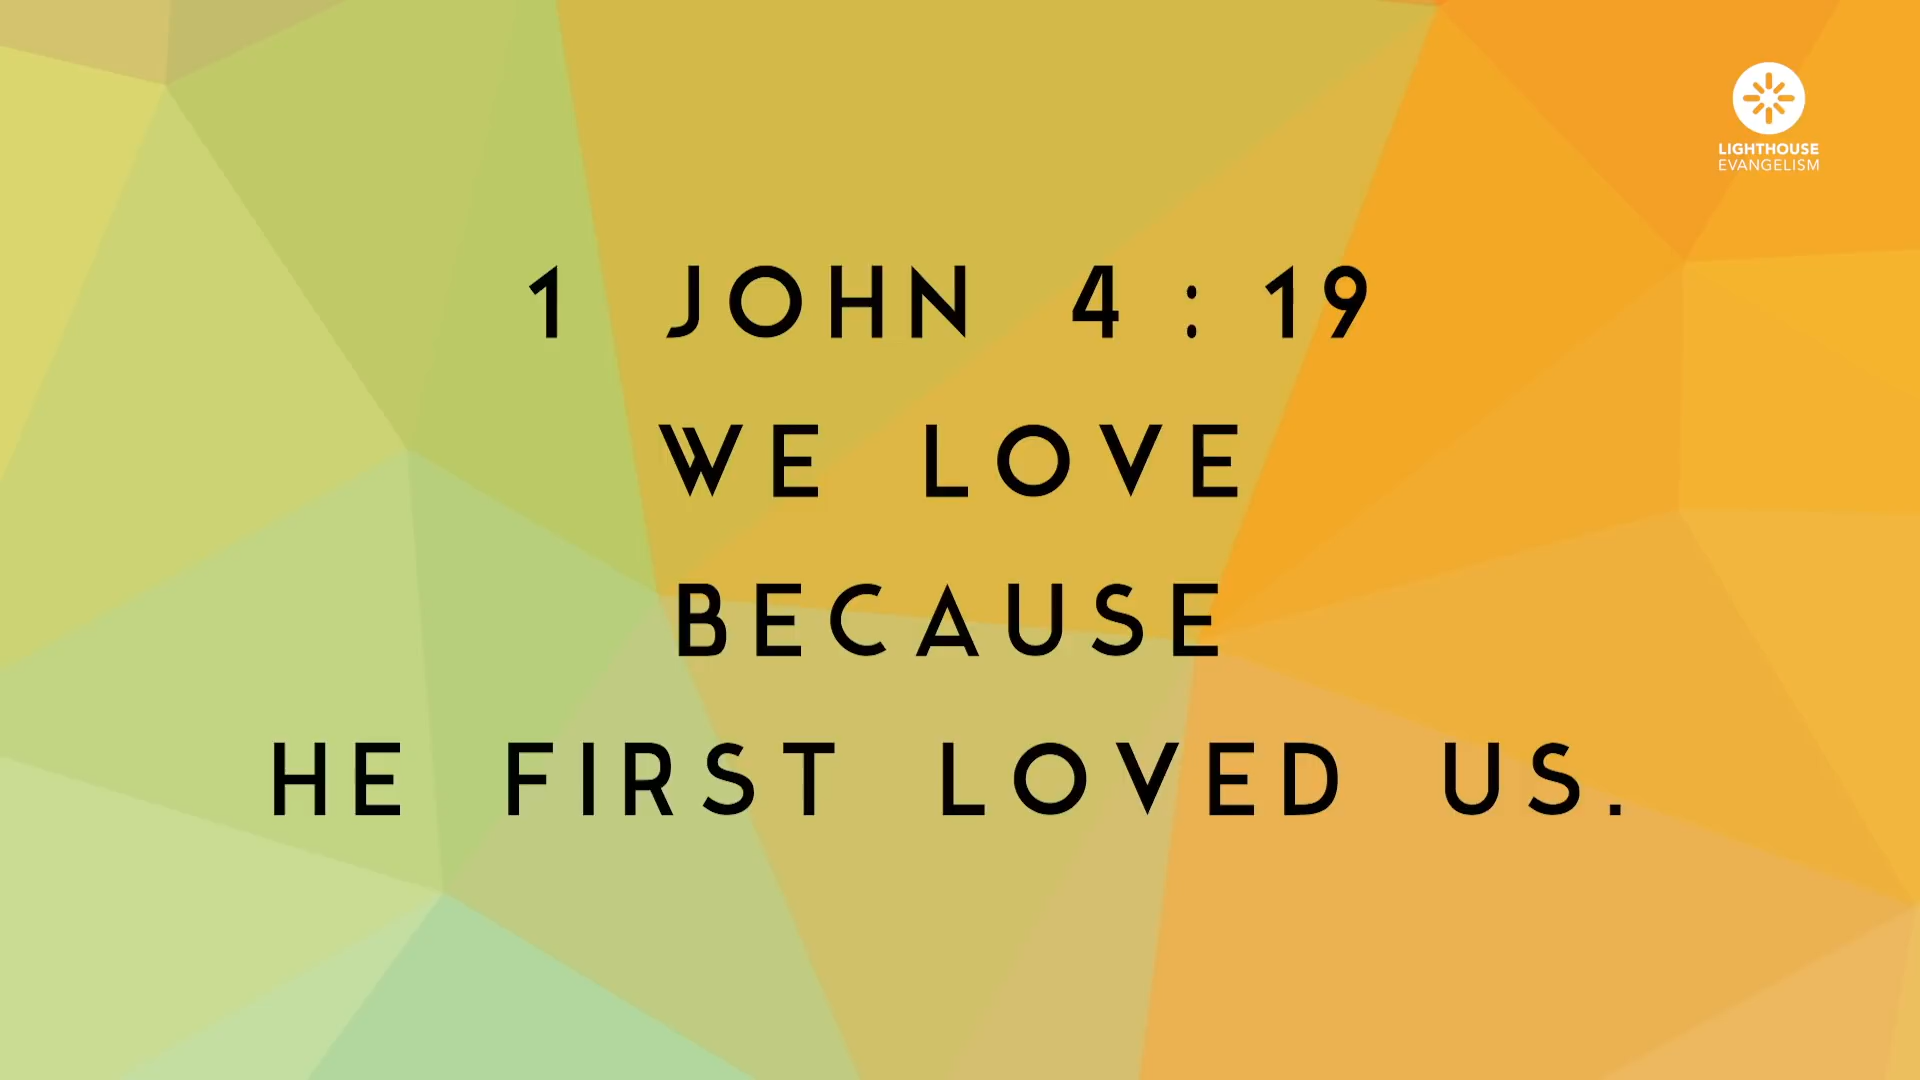 LIGHTHOUSE
EVANGELISM
1 JOHN 4 : 19
WE LOVE
BECAUSE
HE FIRST LOVED US.